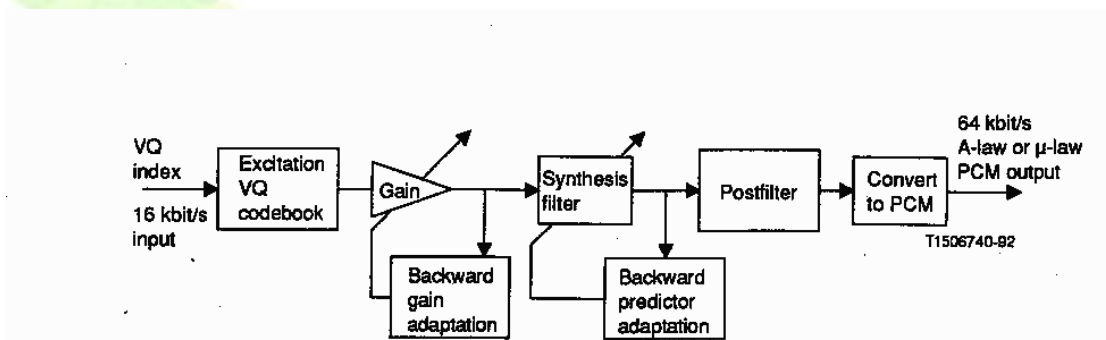 VQ
index
16 kbit/s
input
Excitation
VQ
codebook
Gain
Backward
gain
adaptation
Synthesis
filter
Backward
predictor
adaptation
Postfilter
Convert
to PCM
64 kbit/s
A-law or µ-law
PCM output
T1506740-92